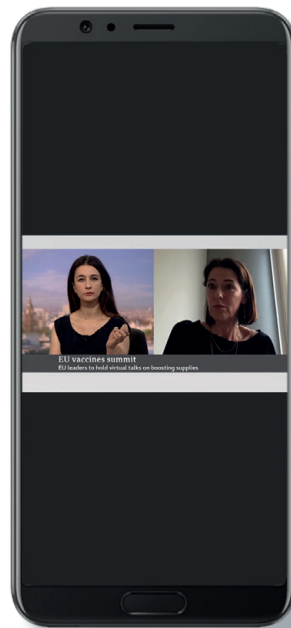 EU vaccines summit
EU leaders to hold virtual talks on boosting supplies